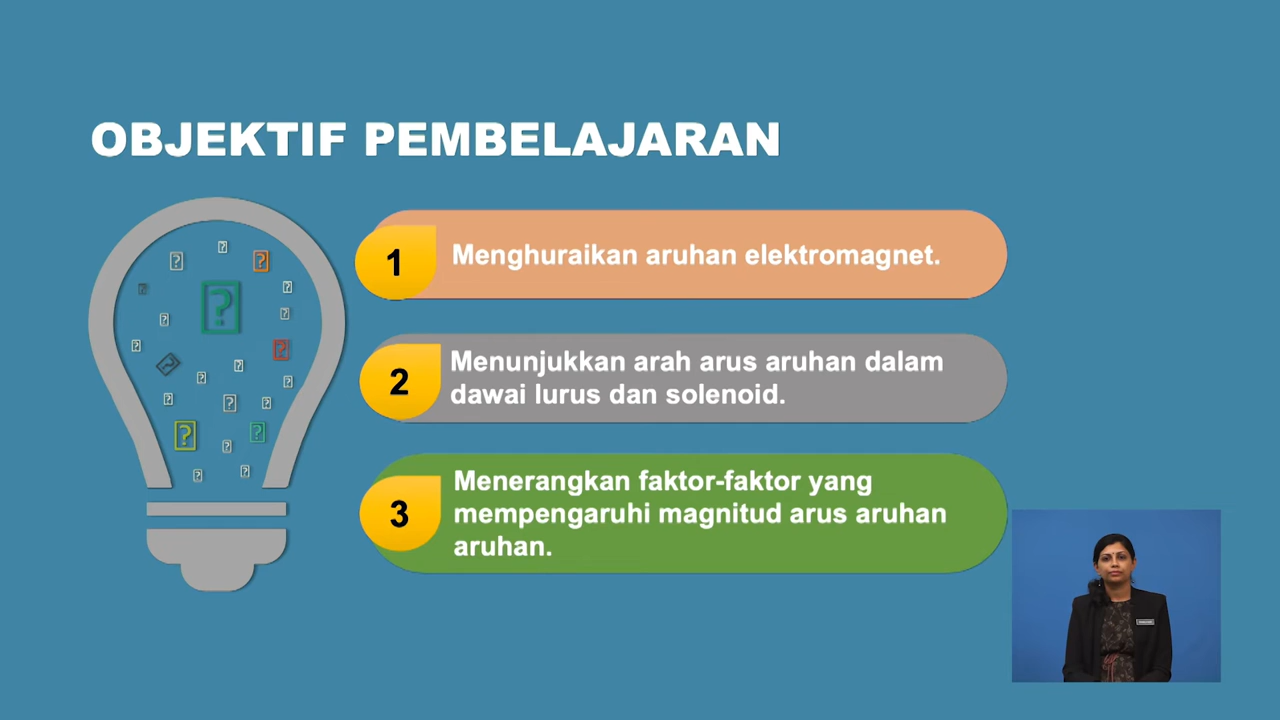 OBJEKTIF PEMBELAJARAN
1
Menghuraikan aruhan elektromagnet.
2
Menunjukkan arah arus aruhan dalam
dawai lurus dan solenoid.
3
Menerangkan faktor-faktor yang
mempengaruhi magnitud arus aruhan
aruhan.